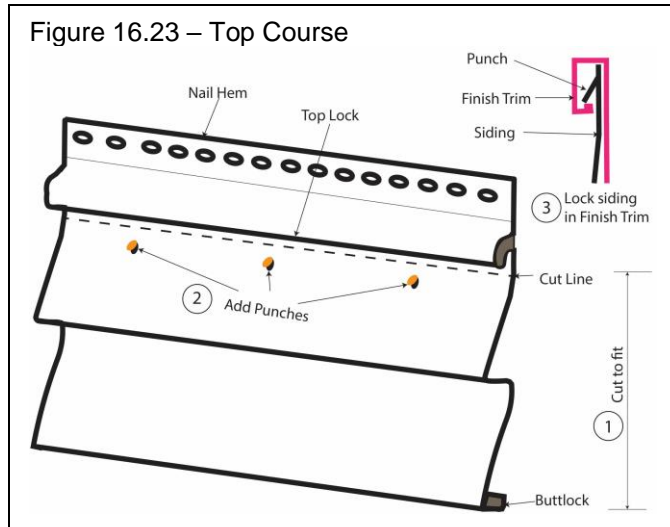 Figure 16.23 – Top Course
Punch
Nail Hem
Finish Trim
Top Lock
Siding
3 Lock siding
in Finish Trim
Cut Line
2 Add Punches
Cut to fit
1
Buttlock